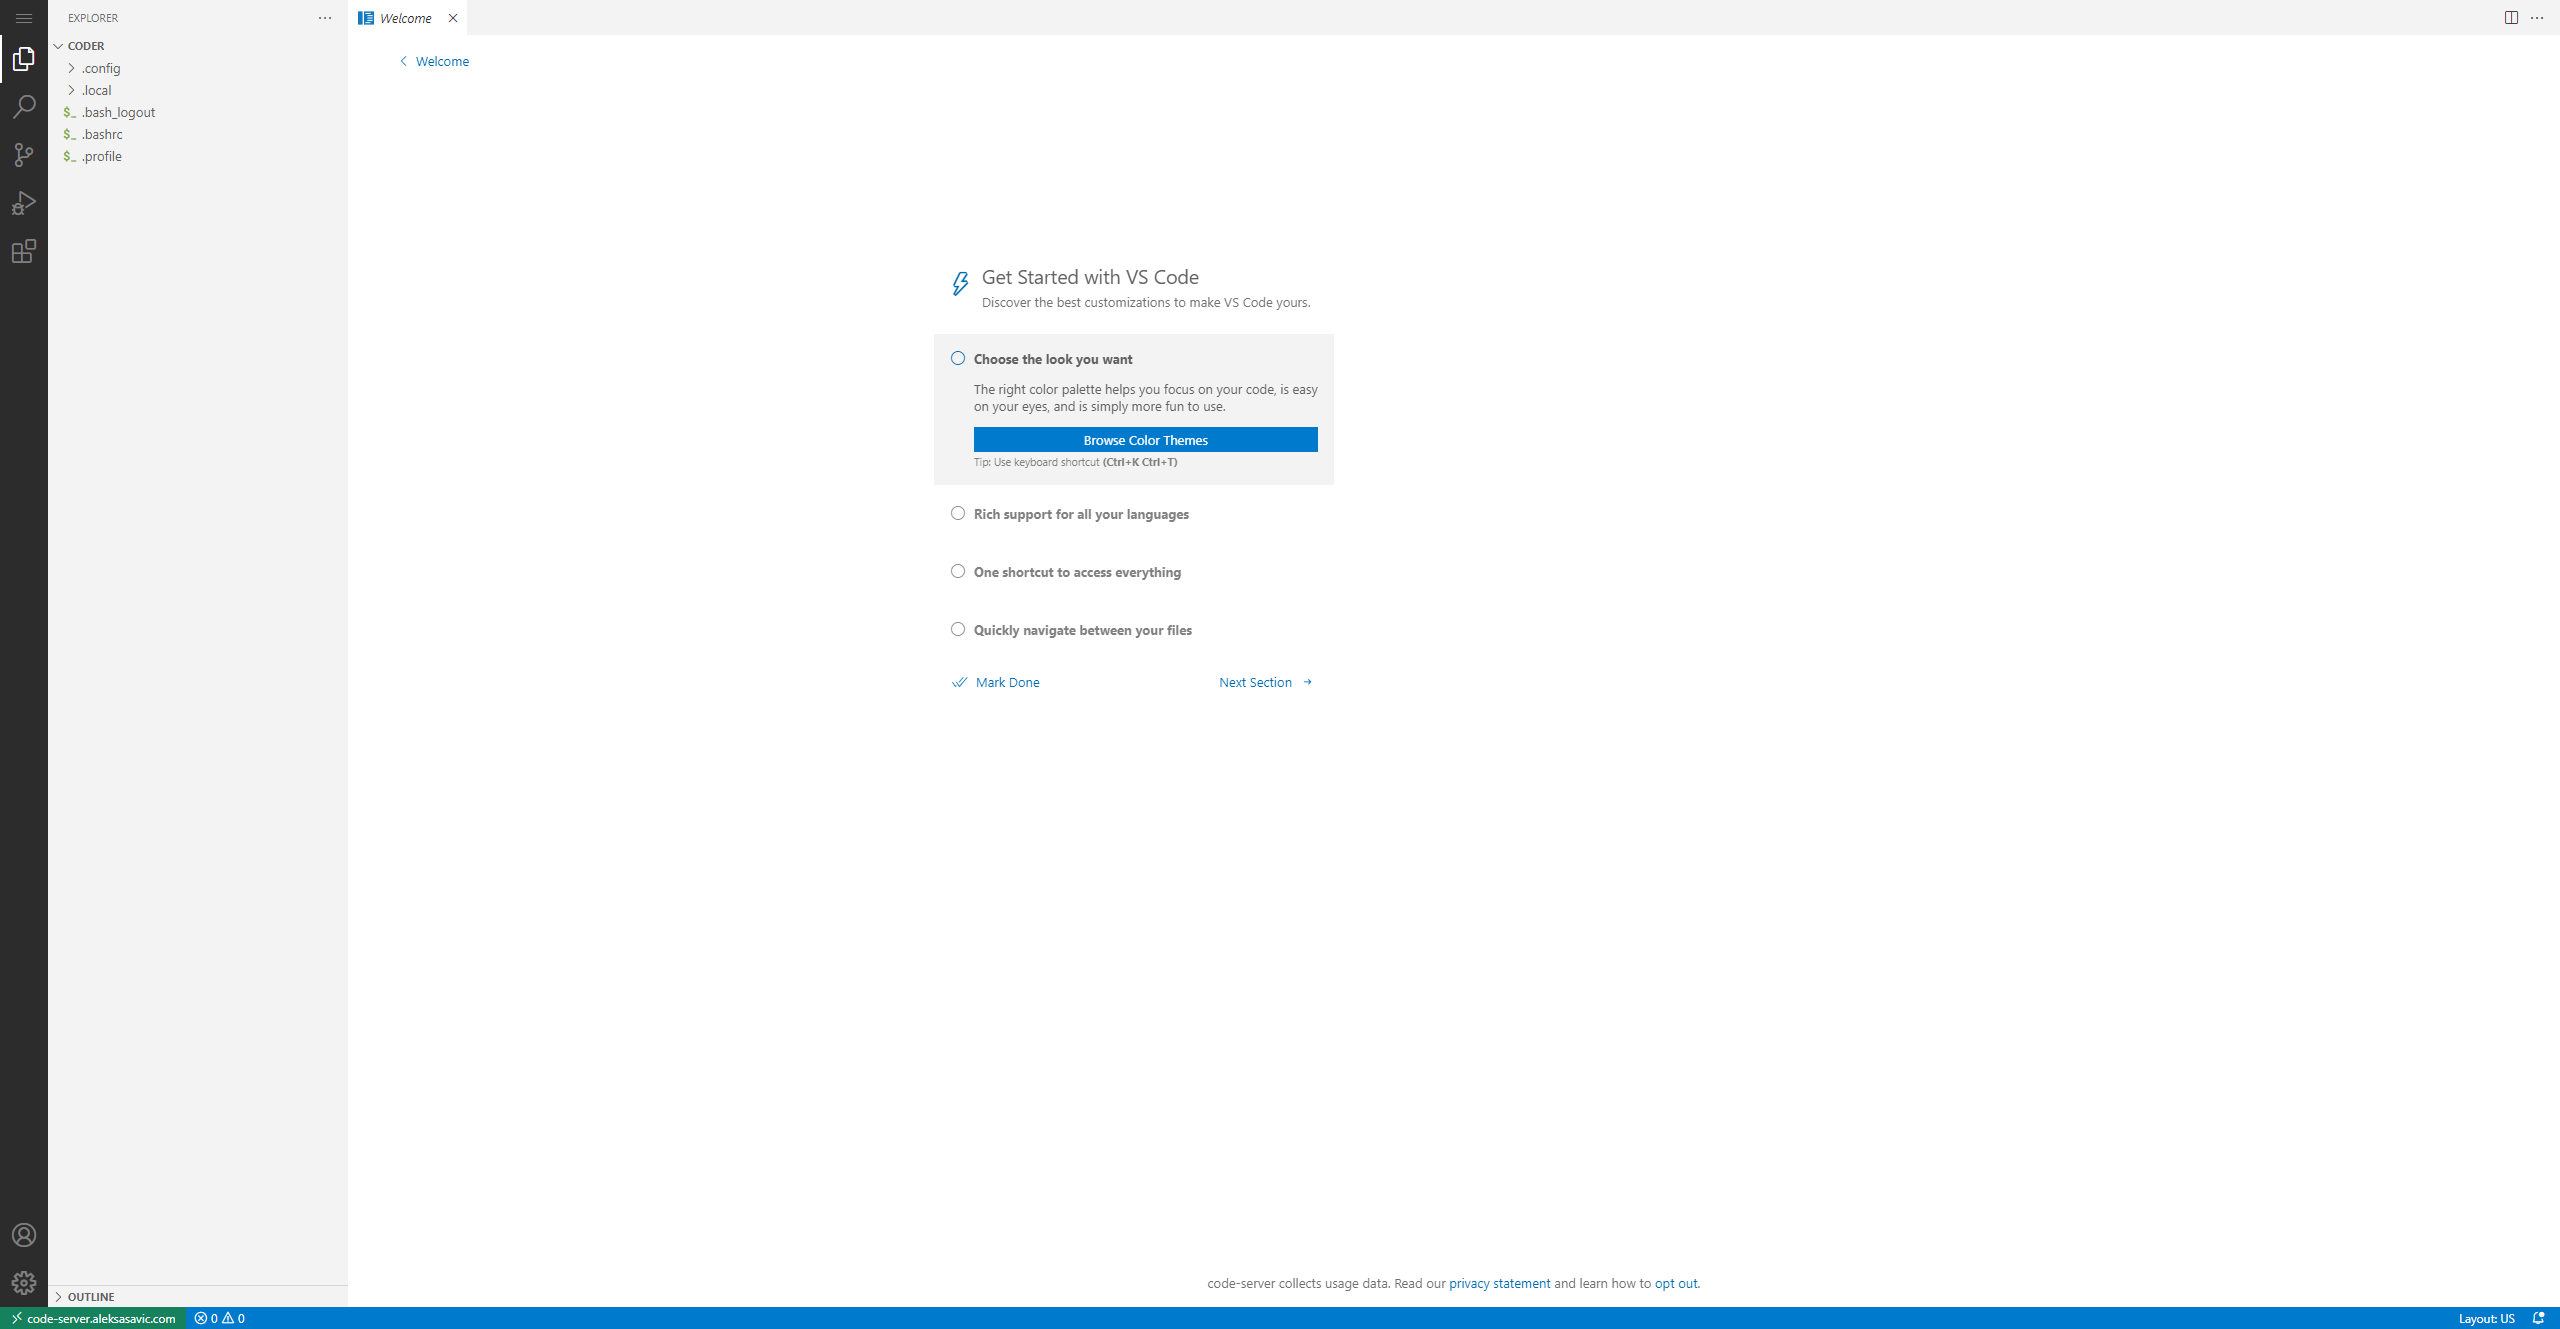 EXPLORER
CODER
.config
.local
$_ .bash_logout
$_ .bashrc
$_ .profile
OUTLINE
Welcome
Welcome
Get Started with VS Code
Discover the best customizations to make VS Code yours.
Choose the look you want
The right color palette helps you focus on your code, is easy
on your eyes, and is simply more fun to use.
Browse Color Themes
Tip: Use keyboard shortcut (Ctrl+K Ctrl+T)
Rich support for all your languages
One shortcut to access everything
Quickly navigate between your files
Mark Done
Next Section
code-server collects usage data. Read our privacy statement and learn how to opt out.
code-server.aleksasavic.com
0 0
Layout: US